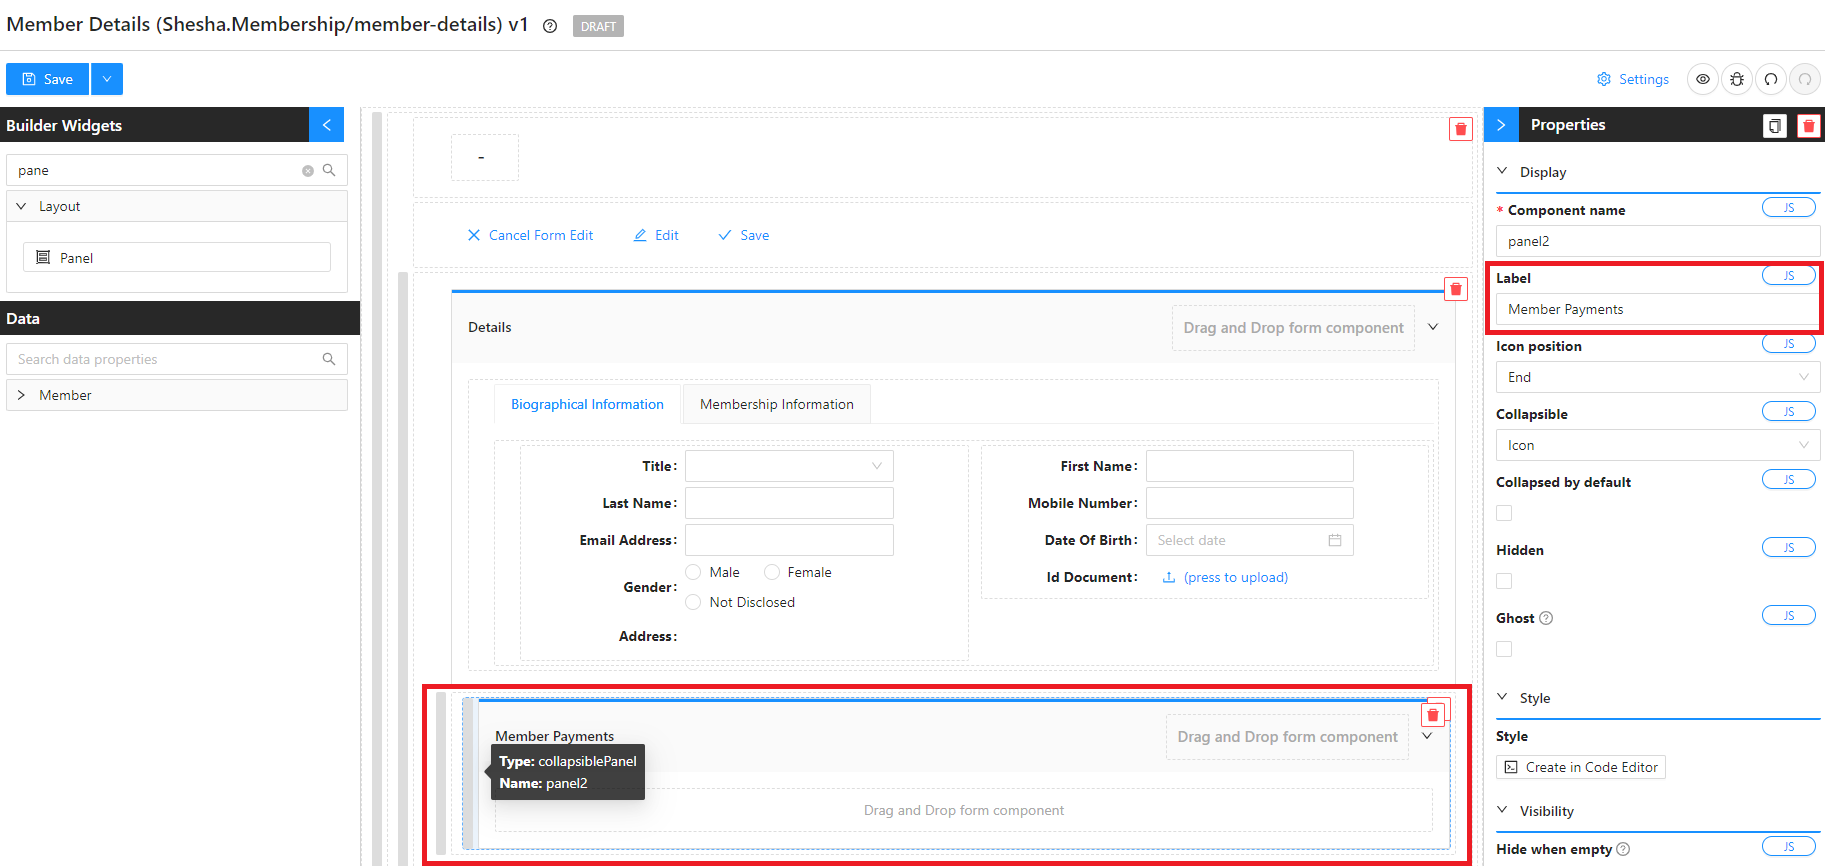 Member Details (Shesha.Membership/member-details) v1 DRAFT
Save
Settings
Builder Widgets
pane
Layout
Panel
Data
Search data properties
Member
-
Cancel Form Edit Edit Save
Details Drag and Drop form component
Biographical Information Membership Information
Title:
Last Name:
Email Address:
Gender: Male Female
Not Disclosed
Address:
First Name:
Mobile Number:
Date Of Birth: Select date
Id Document: (press to upload)
Member Payments Drag and Drop form component
Type: collapsiblePanel
Name: panel2
Drag and Drop form component
Properties
Display
* Component name JS
panel2
Label JS
Member Payments
Icon position JS
End
Collapsible JS
Icon
Collapsed by default JS
Hidden JS
Ghost JS
Style
Style
Create in Code Editor
Visibility
Hide when empty JS